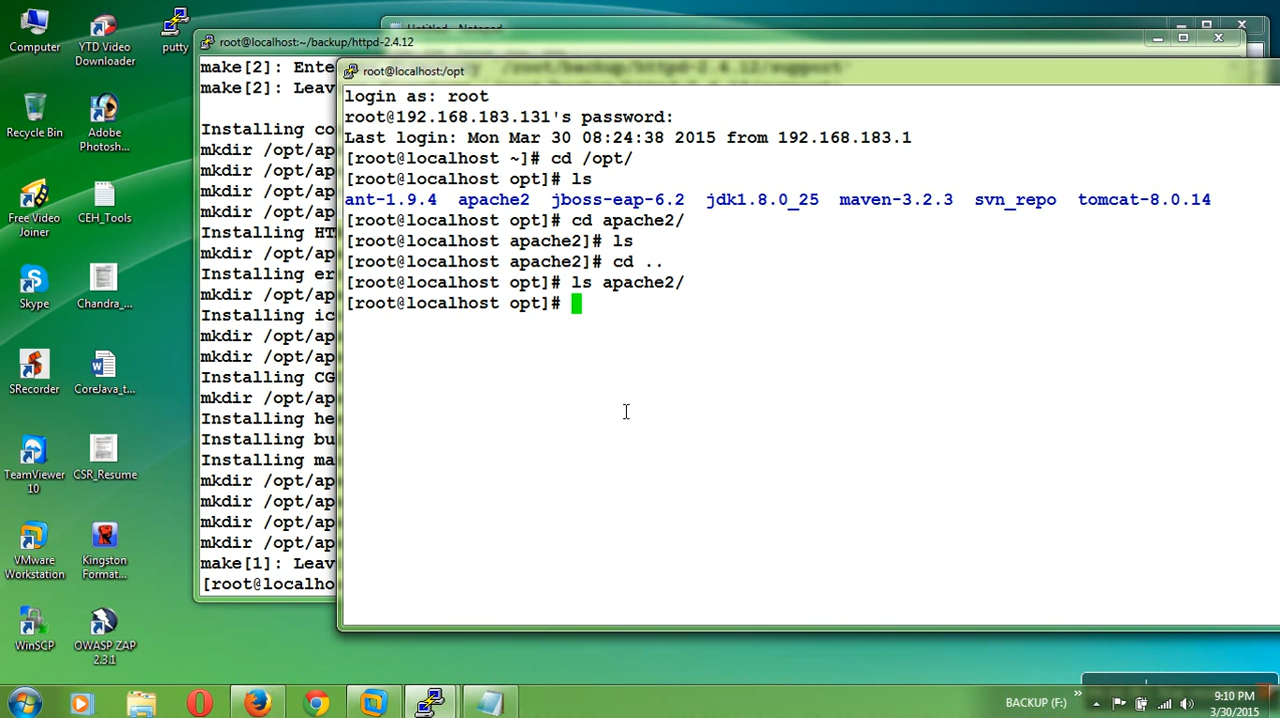 Computer
YTD Video
Downloader
putty
Recycle Bin
Adobe
Photosh...
Free Video
Joiner
CEH_Tools
Skype
Chandra_...
SRecorder
CoreJava_t...
TeamViewer
10
CSR_Resume
VMware
Workstation
Kingston
Format...
WinSCP
OWASP ZAP
2.3.1
Untitled - Notepad
root@localhost:~/backup/httpd-2.4.12
make[2]: Ente
make[2]: Leav
Installing co
mkdir /opt/ap
mkdir /opt/ap
mkdir /opt/ap
mkdir /opt/ap
Installing HT
mkdir /opt/ap
Installing er
mkdir /opt/ap
Installing ic
mkdir /opt/ap
mkdir /opt/ap
Installing CG
mkdir /opt/ap
Installing he
Installing bu
Installing ma
mkdir /opt/ap
mkdir /opt/ap
mkdir /opt/ap
mkdir /opt/ap
make[1]: Leav
[root@localho
root@localhost:/opt
login as: root
root@192.168.183.131's password:
Last login: Mon Mar 30 08:24:38 2015 from 192.168.183.1
[root@localhost ~]# cd /opt/
[root@localhost opt]# ls
ant-1.9.4  apache2  jboss-eap-6.2  jdk1.8.0_25  maven-3.2.3  svn_repo  tomcat-8.0.14
[root@localhost opt]# cd apache2/
[root@localhost apache2]# ls
[root@localhost apache2]# cd ..
[root@localhost opt]# ls apache2/
[root@localhost opt]#
BACKUP (F:)
9:10 PM
3/30/2015